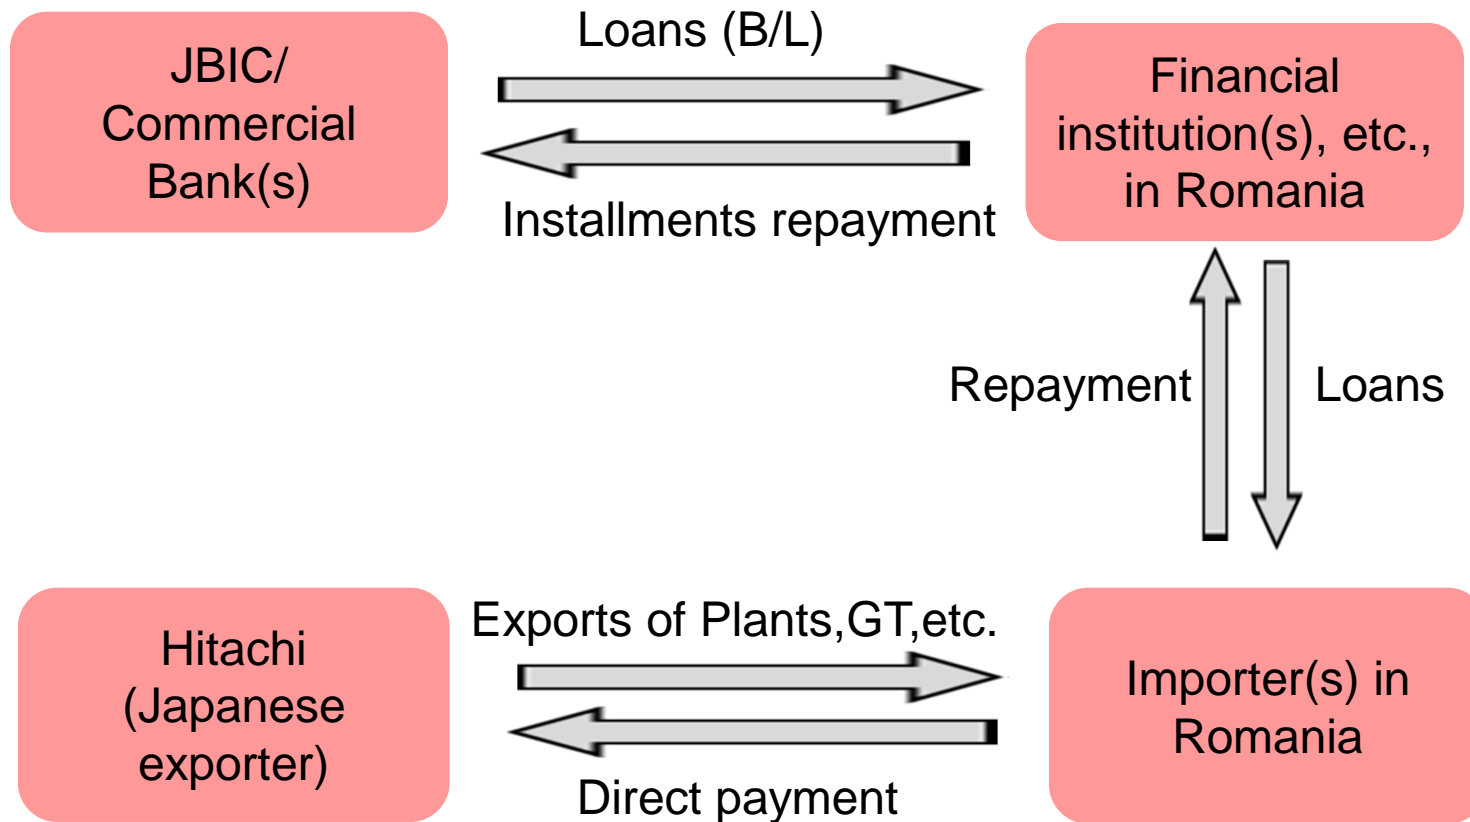 Loans (B/L)
JBIC/
Commercial
Bank(s)
Financial
institution(s), etc.,
in Romania
Installments repayment
Repayment
Loans
Exports of Plants,GT,etc.
Hitachi
(Japanese
exporter)
Importer(s) in
Romania
Direct payment